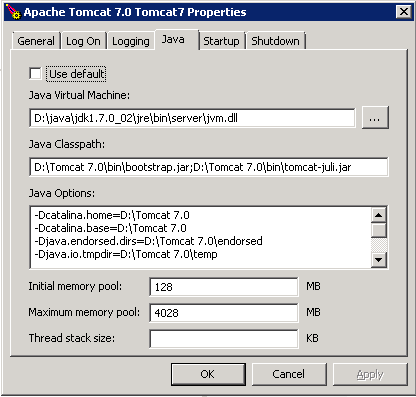 Apache Tomcat 7.0 Tomcat7 Properties
General Log On Logging Java Startup Shutdown
Use default
Java Virtual Machine:
D:\java\jdk1.7.0_02\jre\bin\server\jvm.dll ...
Java Classpath:
D:\Tomcat 7.0\bin\bootstrap.jar;D:\Tomcat 7.0\bin\tomcat-juli.jar
Java Options:
-Dcatalina.home=D:\Tomcat 7.0
-Dcatalina.base=D:\Tomcat 7.0
-Djava.endorsed.dirs=D:\Tomcat 7.0\endorsed
-Djava.io.tmpdir=D:\Tomcat 7.0\temp
Initial memory pool: 128 MB
Maximum memory pool: 4028 MB
Thread stack size: KB
OK Cancel Apply